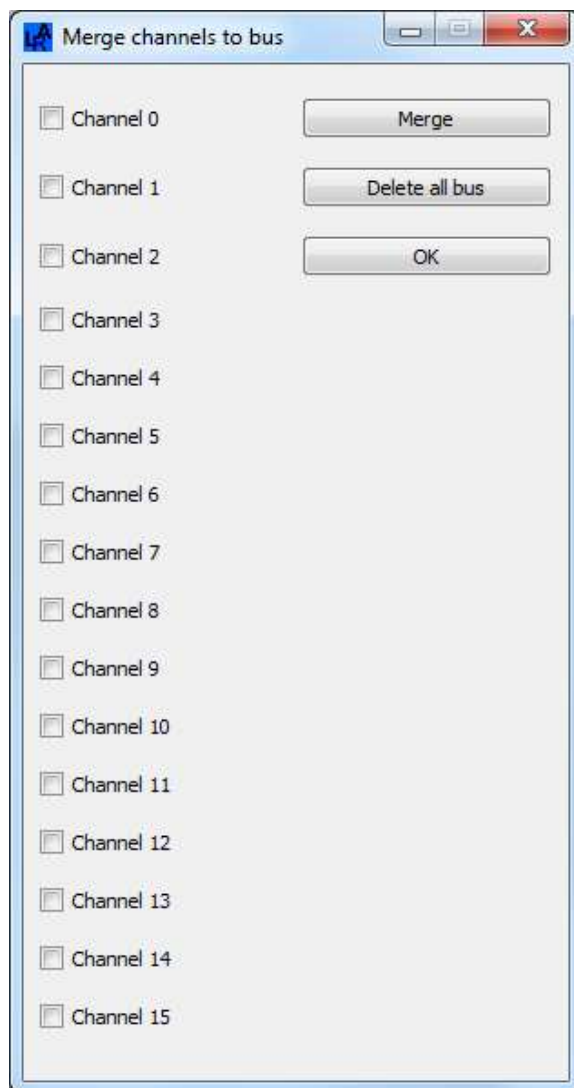 Merge channels to bus
Channel 0 Merge
Channel 1 Delete all bus
Channel 2 OK
Channel 3
Channel 4
Channel 5
Channel 6
Channel 7
Channel 8
Channel 9
Channel 10
Channel 11
Channel 12
Channel 13
Channel 14
Channel 15